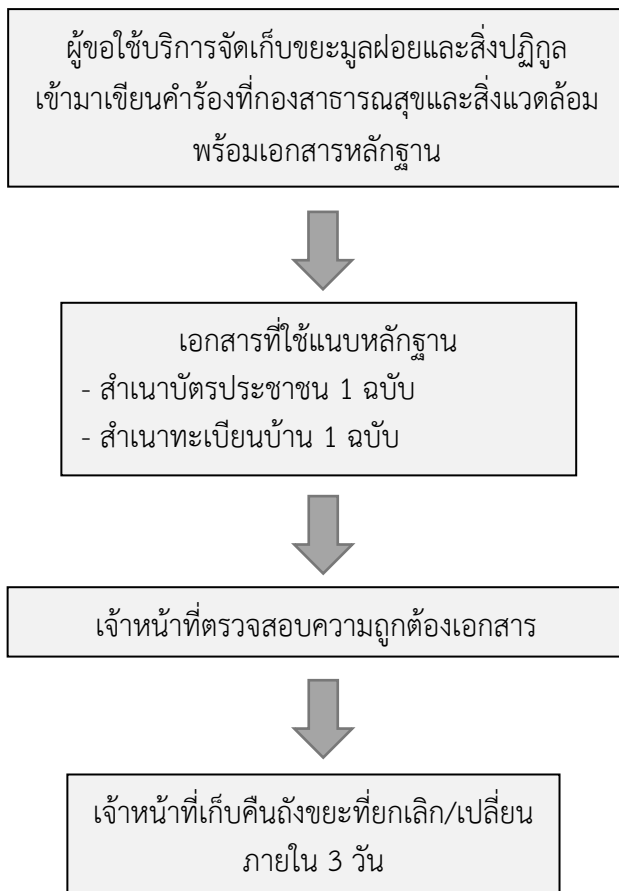 ผู้ขอใช้บริการจัดเก็บขยะมูลฝอยและสิ่งปฏิกูล
เข้ามาเขียนคำร้องที่กองสาธารณสุขและสิ่งแวดล้อม
พร้อมเอกสารหลักฐาน
เอกสารที่ใช้แนบหลักฐาน
- สำเนาบัตรประชาชน 1 ฉบับ
- สำเนาทะเบียนบ้าน 1 ฉบับ
เจ้าหน้าที่ตรวจสอบความถูกต้องเอกสาร
เจ้าหน้าที่เก็บคืนถังขยะที่ยกเลิก/เปลี่ยน
ภายใน 3 วัน